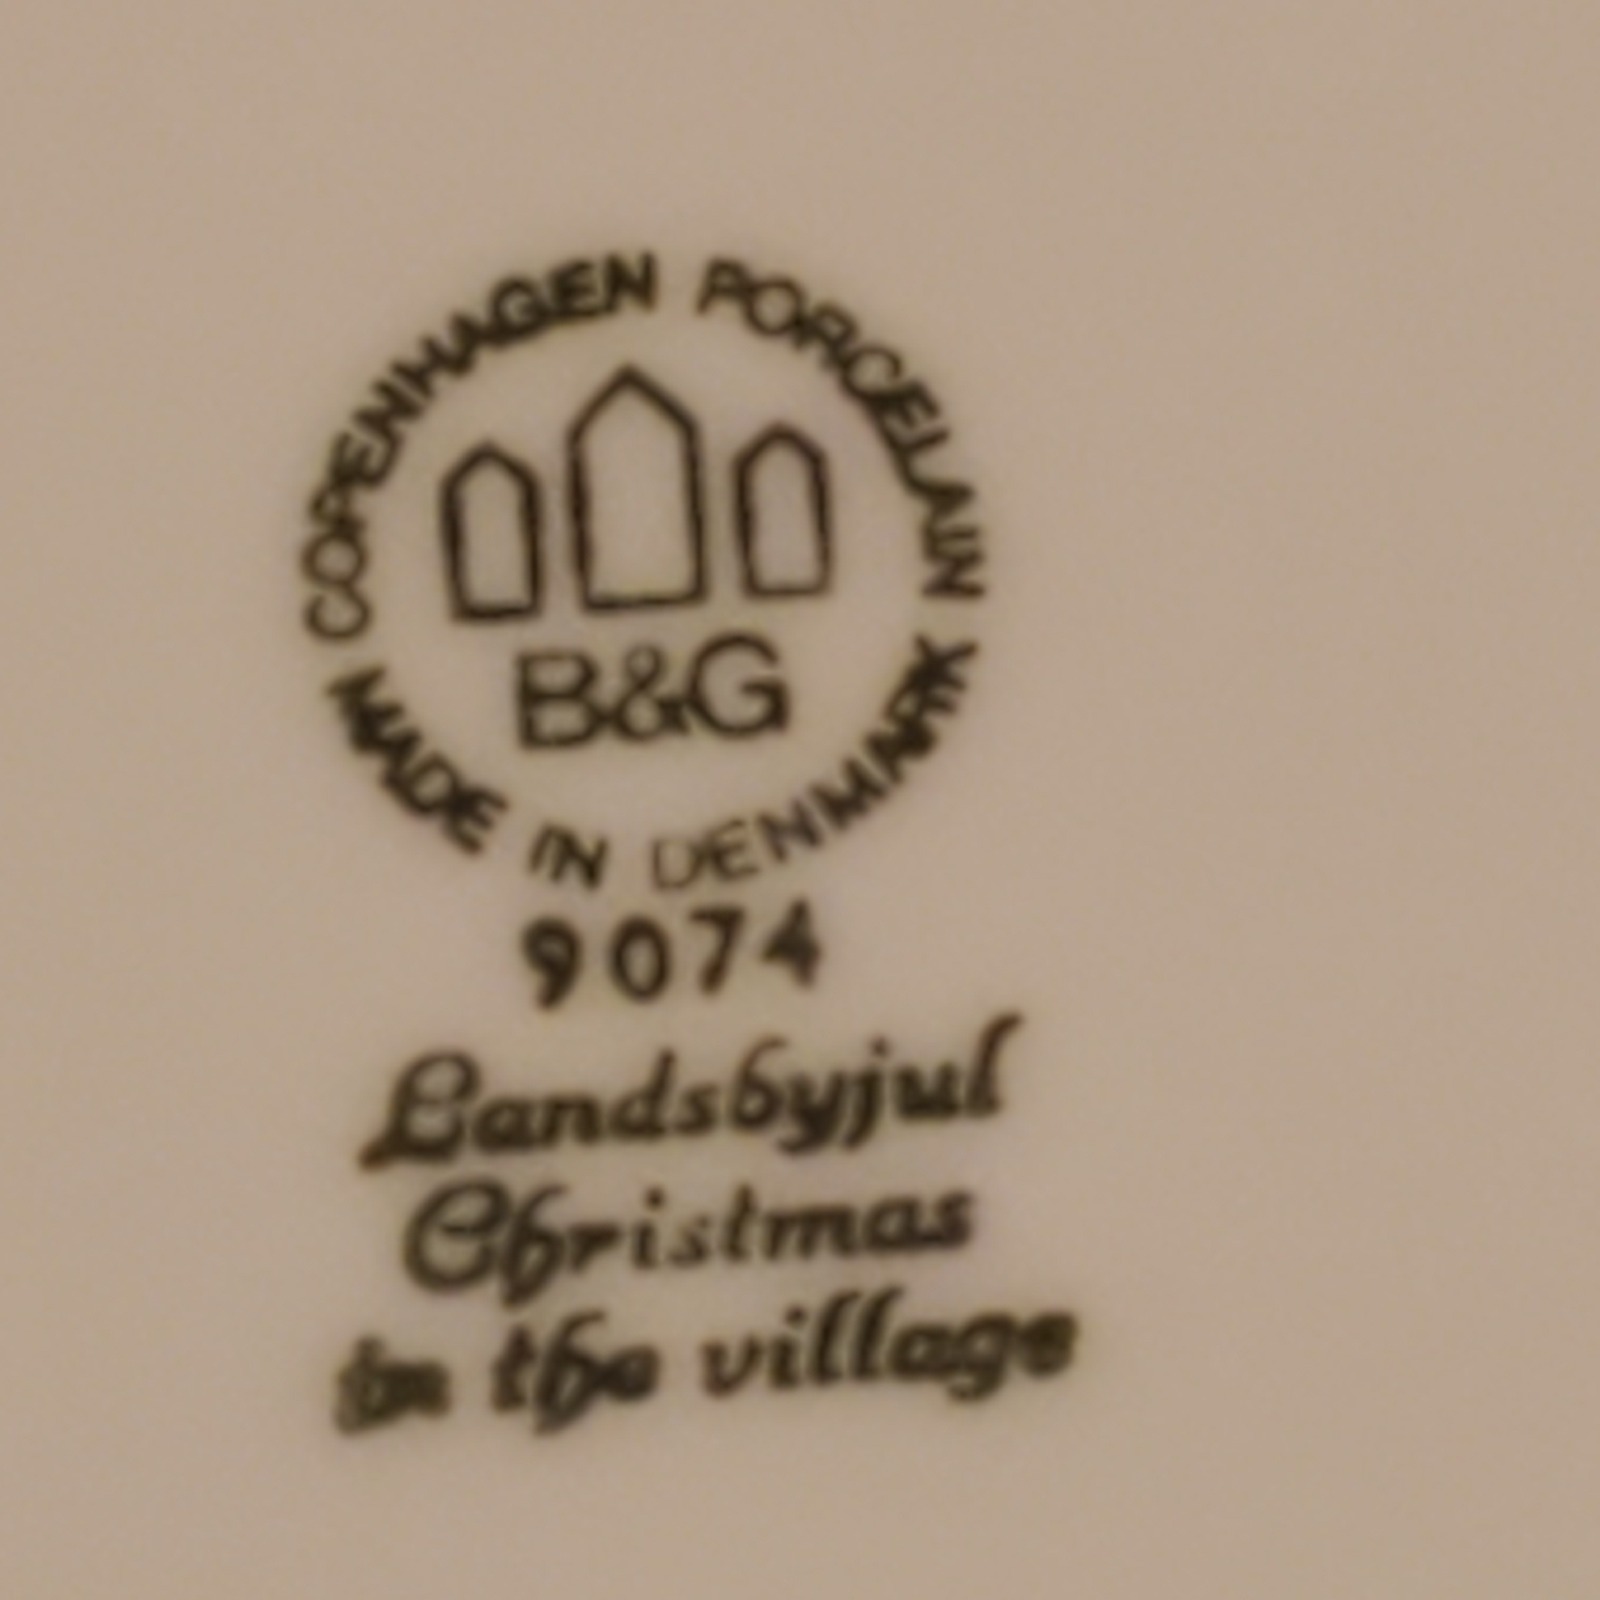 COPENHAGEN PORCELAIN
B&G
MADE IN DENMARK
9074
Landsbyjul
Christmas
in the village